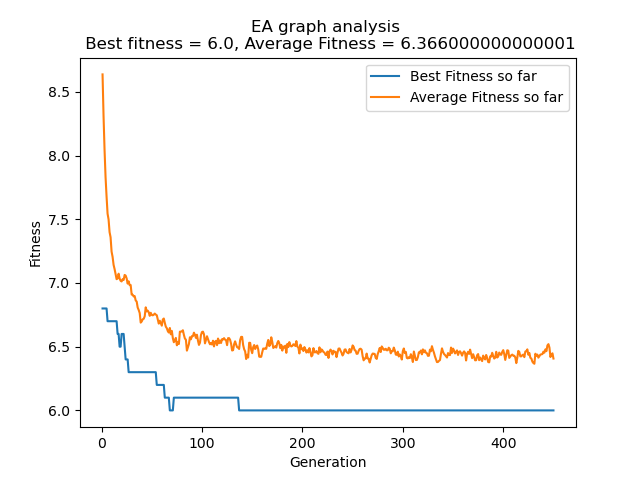 EA graph analysis
Best fitness = 6.0, Average Fitness = 6.366000000000001
Best Fitness so far
Average Fitness so far
Fitness
8.5
8.0
7.5
7.0
6.5
6.0
0 100 200 300 400
Generation